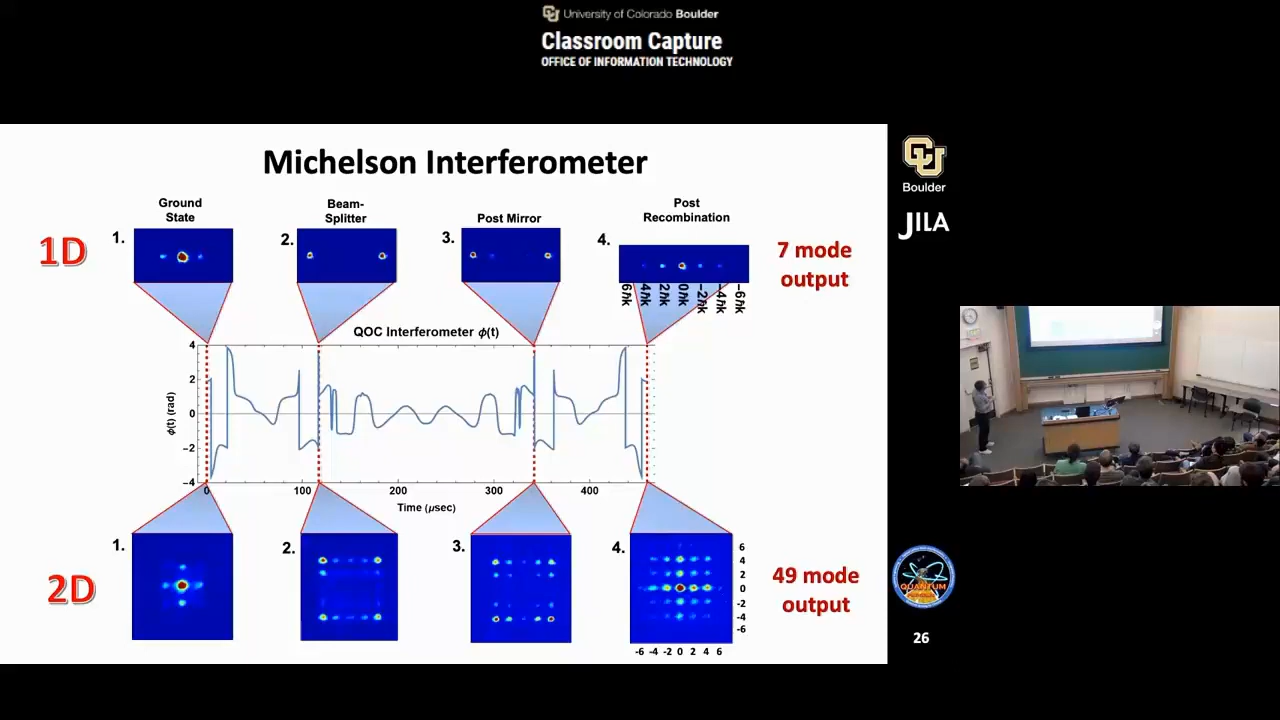 University of Colorado Boulder
Classroom Capture
OFFICE OF INFORMATION TECHNOLOGY
Michelson Interferometer
1D
1.
Ground
State
2.
Beam-
Splitter
3.
Post Mirror
4.
Post
Recombination
7 mode
output
6ℏk
4ℏk
2ℏk
0ℏk
-2ℏk
-4ℏk
-6ℏk
QOC Interferometer ϕ(t)
ϕ(t) (rad)
4
2
0
-2
-4
0
100
200
300
400
Time (μsec)
2D
1.
2.
3.
4.
6
4
2
0
-2
-4
-6
-6 -4 -2 0 2 4 6
49 mode
output
CU
Boulder
JILA
QUANTUM
26